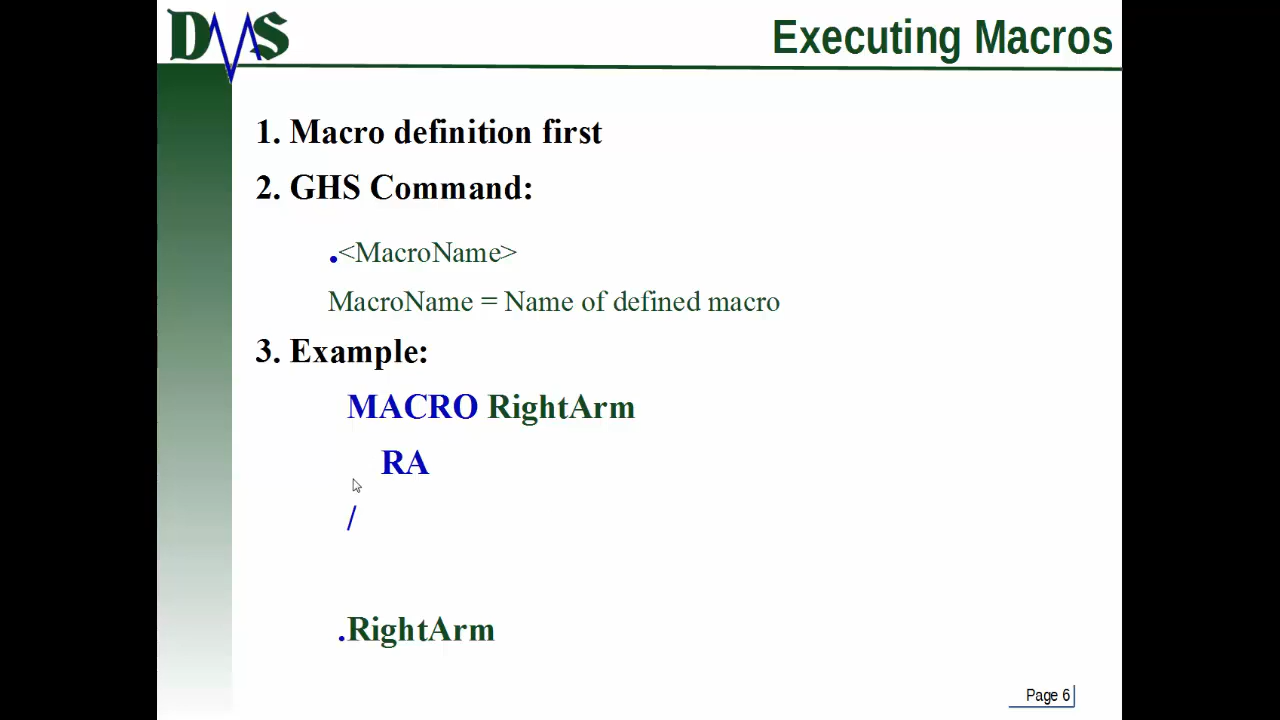 DMS
Executing Macros
1. Macro definition first
2. GHS Command:
.<MacroName>
MacroName = Name of defined macro
3. Example:
MACRO RightArm
RA
/
.RightArm
Page 6